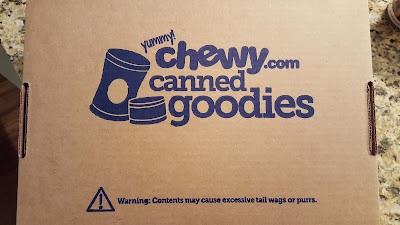 yummy!
chewy.com
canned
goodies
Warning: Contents may cause excessive tail wags or purrs.